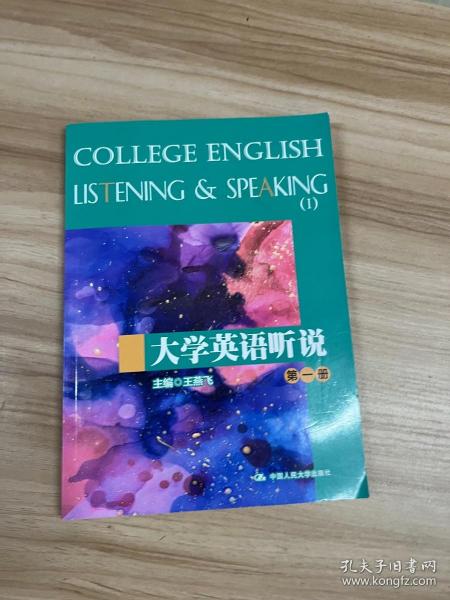 COLLEGE ENGLISH
LISTENING & SPEAKING
(I)
大学英语听说
主编◎王燕飞
第一册
中国人民大学出版社
孔夫子旧书网
www.kongfz.com